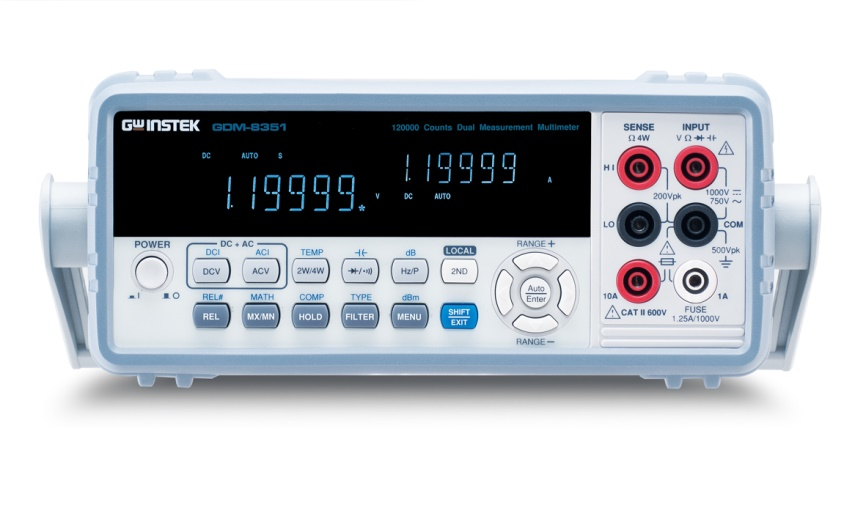 GW INSTEK GDM-8351
120000 Counts Dual Measurement Multimeter
DC AUTO S
1.19999 * V
1.19999 A
DC AUTO
SENSE
Ω 4W
INPUT
V Ω
HI
200Vpk
1000V
750V
LO
COM
500Vpk
10A
1A
CAT II 600V
FUSE
1.25A/1000V
POWER
I O
DC + AC
DCI ACI TEMP dB LOCAL
DCV ACV 2W/4W Hz/P 2ND
REL# MATH COMP TYPE dBm
REL MX/MN HOLD FILTER MENU SHIFT/EXIT
RANGE +
Auto
Enter
RANGE −